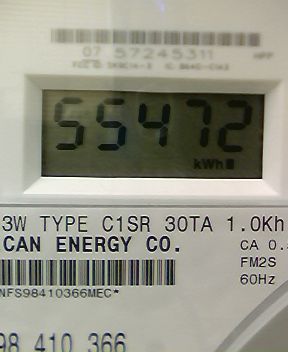 07 57245311
55472
kWh
3W TYPE C1SR 30TA 1.0Kh
CAN ENERGY CO.
CA 0.
FM2S
60Hz
NFS98410366MEC*
98 410 366